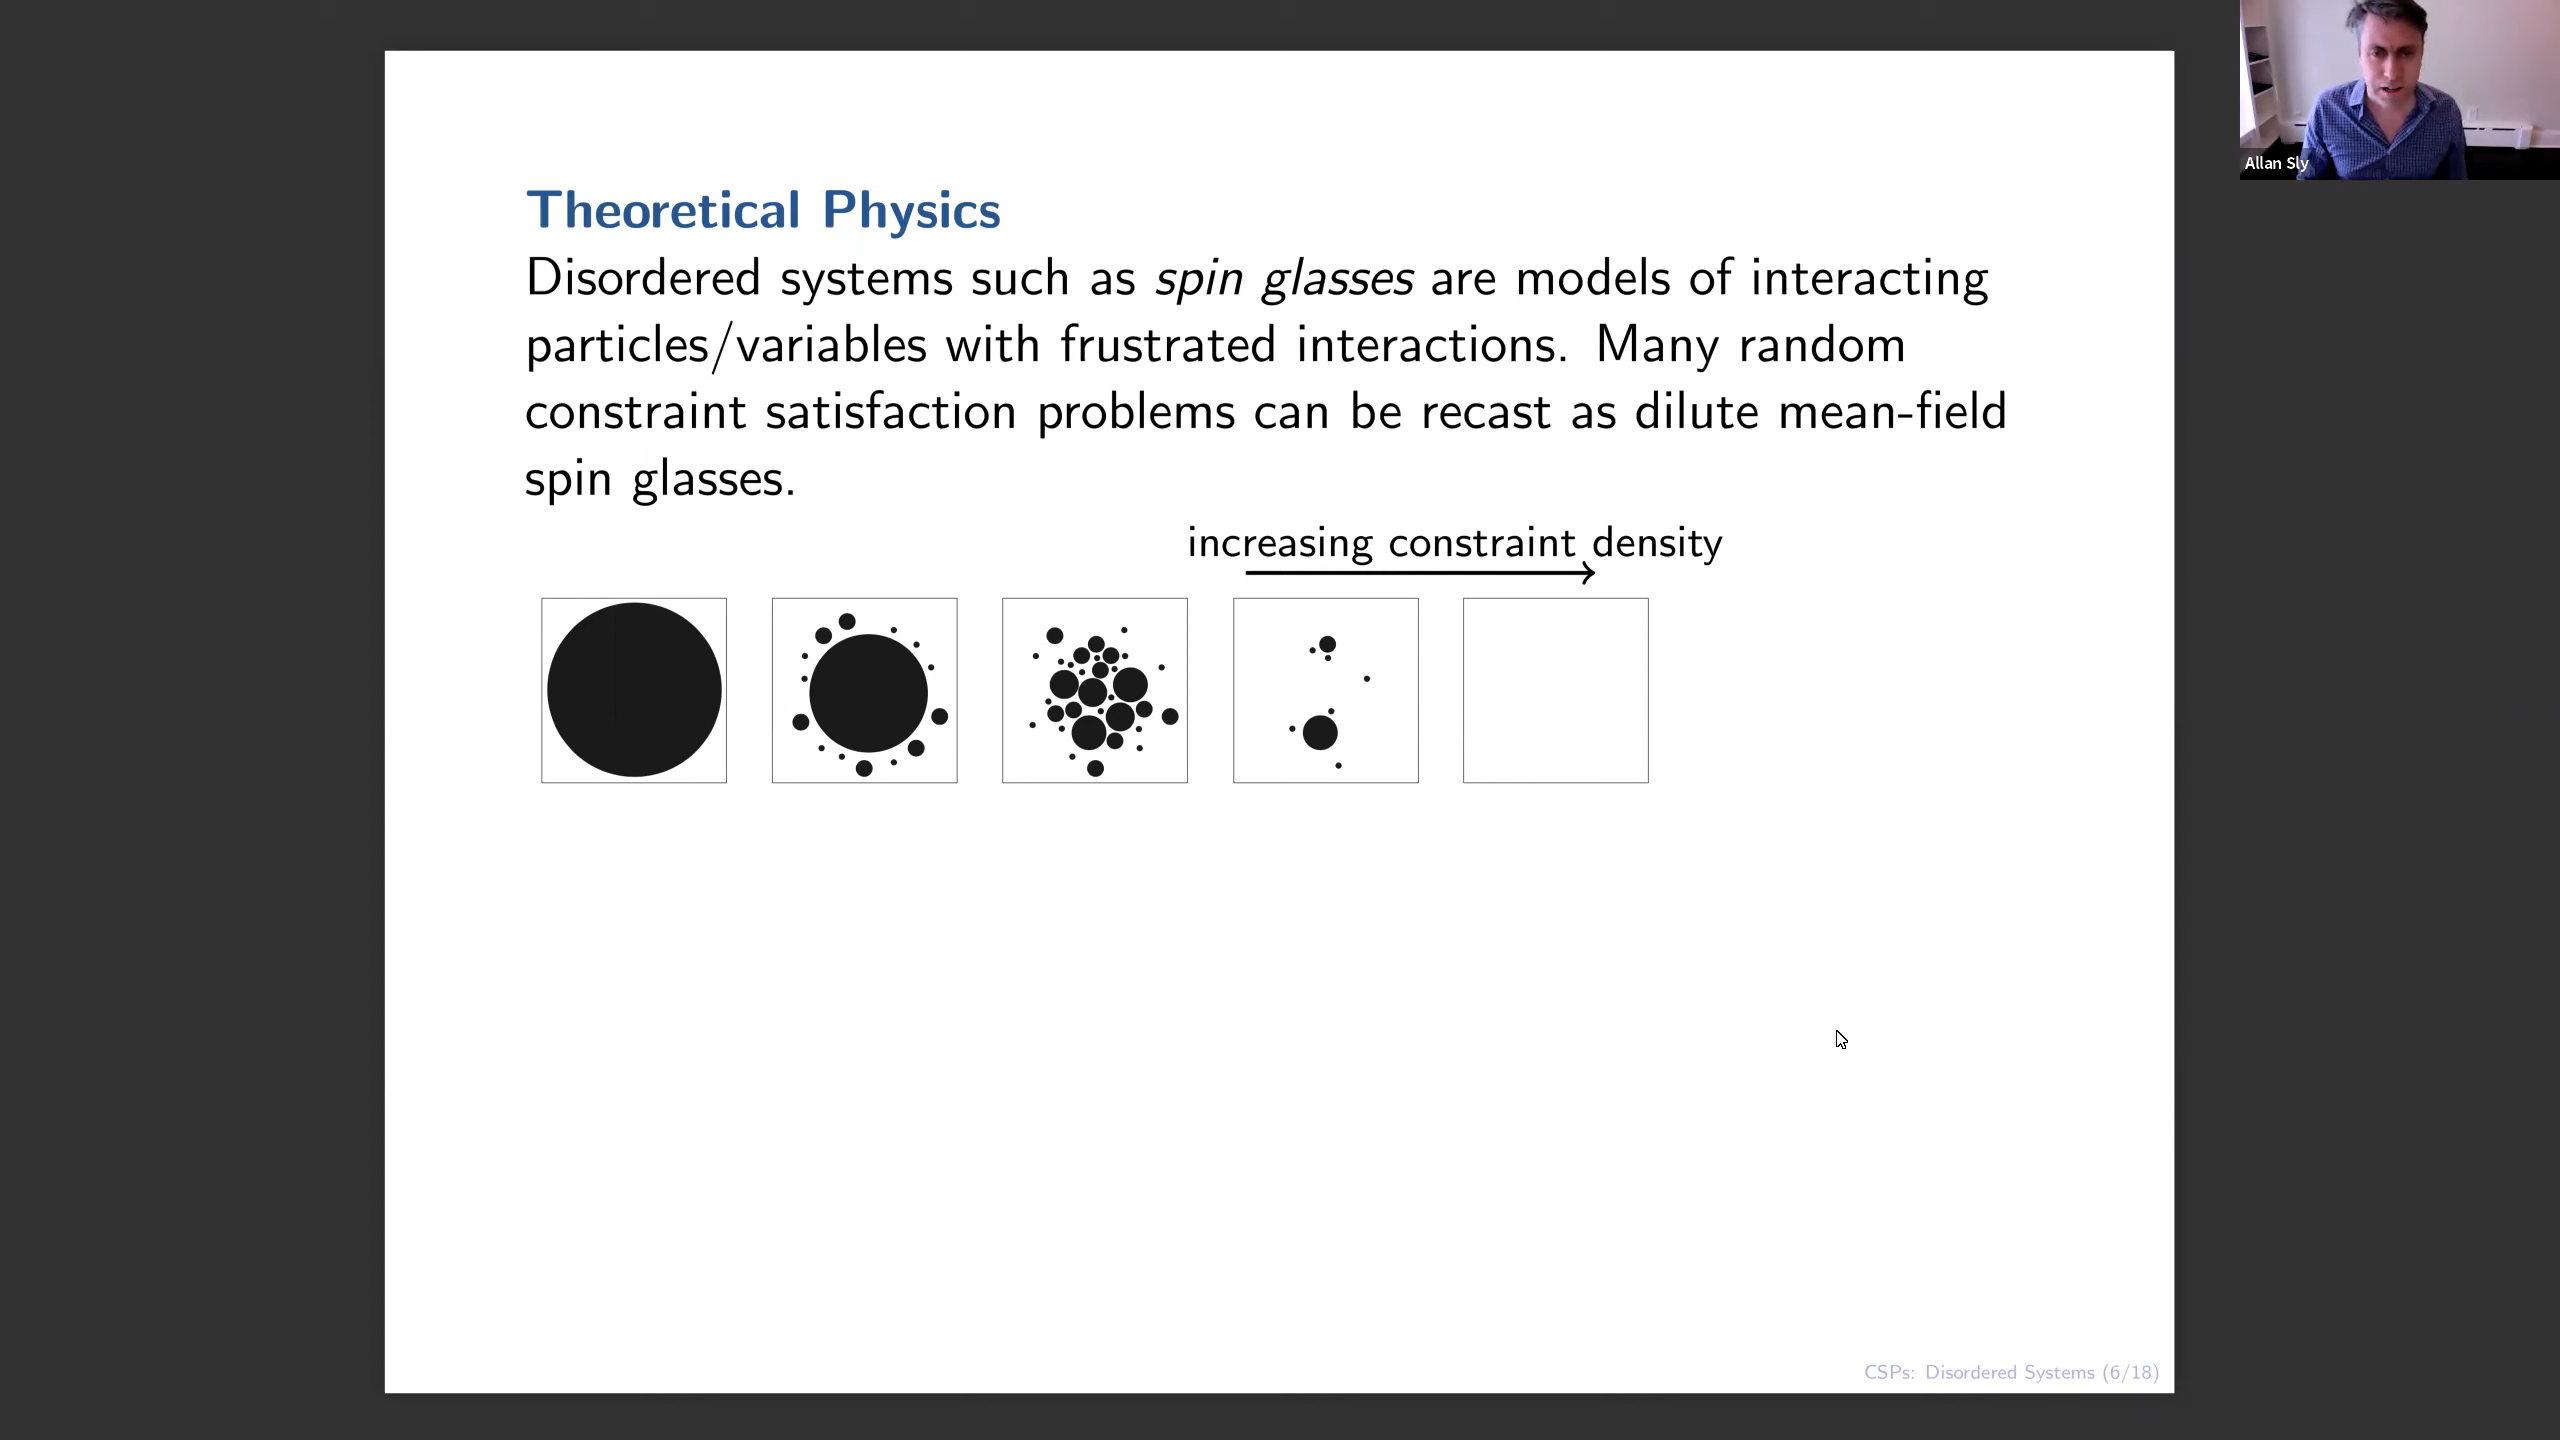 Allan Sly
Theoretical Physics
Disordered systems such as spin glasses are models of interacting
particles/variables with frustrated interactions. Many random
constraint satisfaction problems can be recast as dilute mean-field
spin glasses.
increasing constraint density
CSPs: Disordered Systems (6/18)